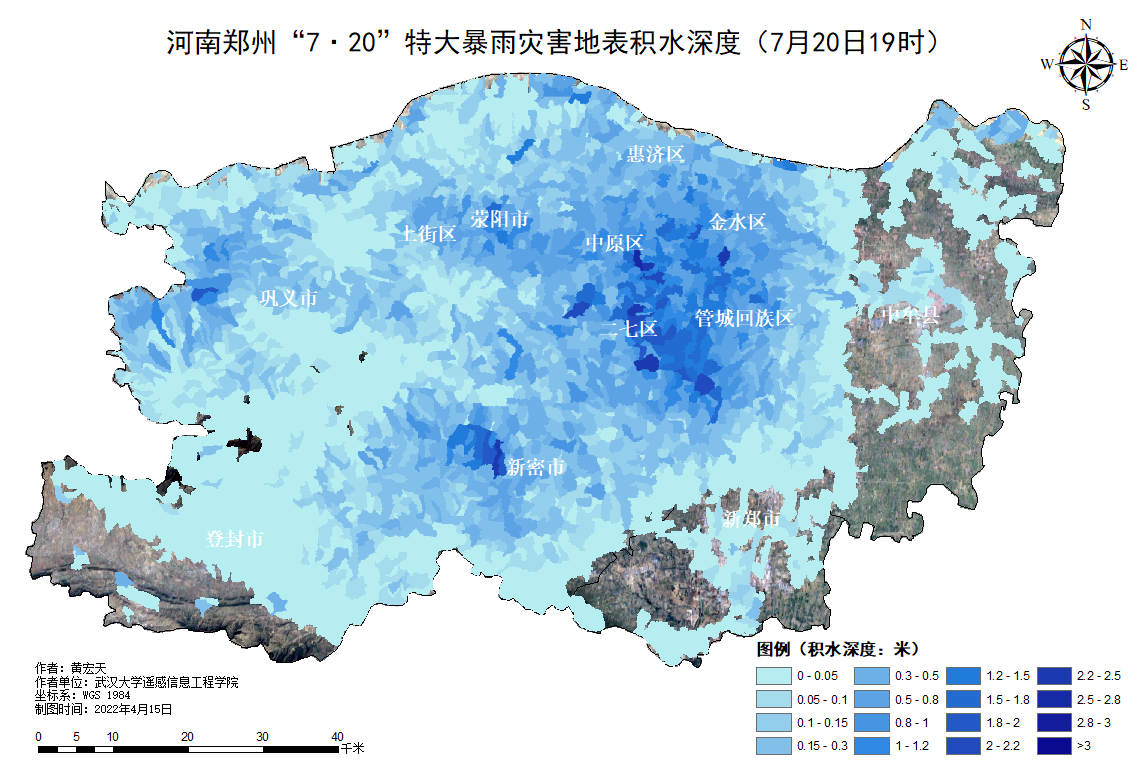 河南郑州“7·20”特大暴雨灾害地表积水深度（7月20日19时）
N
W E
S
惠济区
荥阳市
金水区
上街区
中原区
巩义市
中牟县
管城回族区
二七区
新密市
新郑市
登封市
图例（积水深度：米）
0 - 0.05
0.3 - 0.5
1.2 - 1.5
2.2 - 2.5
0.05 - 0.1
0.5 - 0.8
1.5 - 1.8
2.5 - 2.8
0.1 - 0.15
0.8 - 1
1.8 - 2
2.8 - 3
0.15 - 0.3
1 - 1.2
2 - 2.2
>3
作者：黄宏天
作者单位：武汉大学遥感信息工程学院
坐标系：WGS 1984
制图时间：2022年4月15日
0 5 10 20 30 40
千米